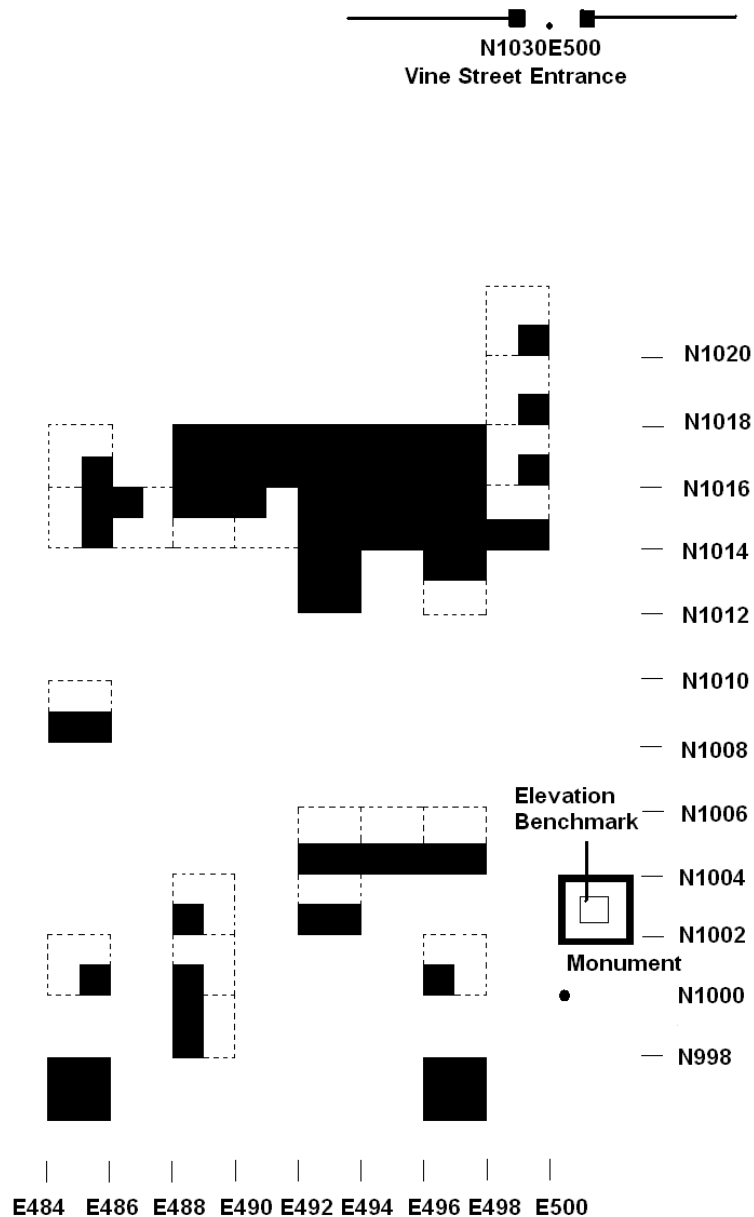 N1030E500
Vine Street Entrance
N1020
N1018
N1016
N1014
N1012
N1010
N1008
Elevation
Benchmark
N1006
N1004
N1002
Monument
N1000
N998
E484 E486 E488 E490 E492 E494 E496 E498 E500